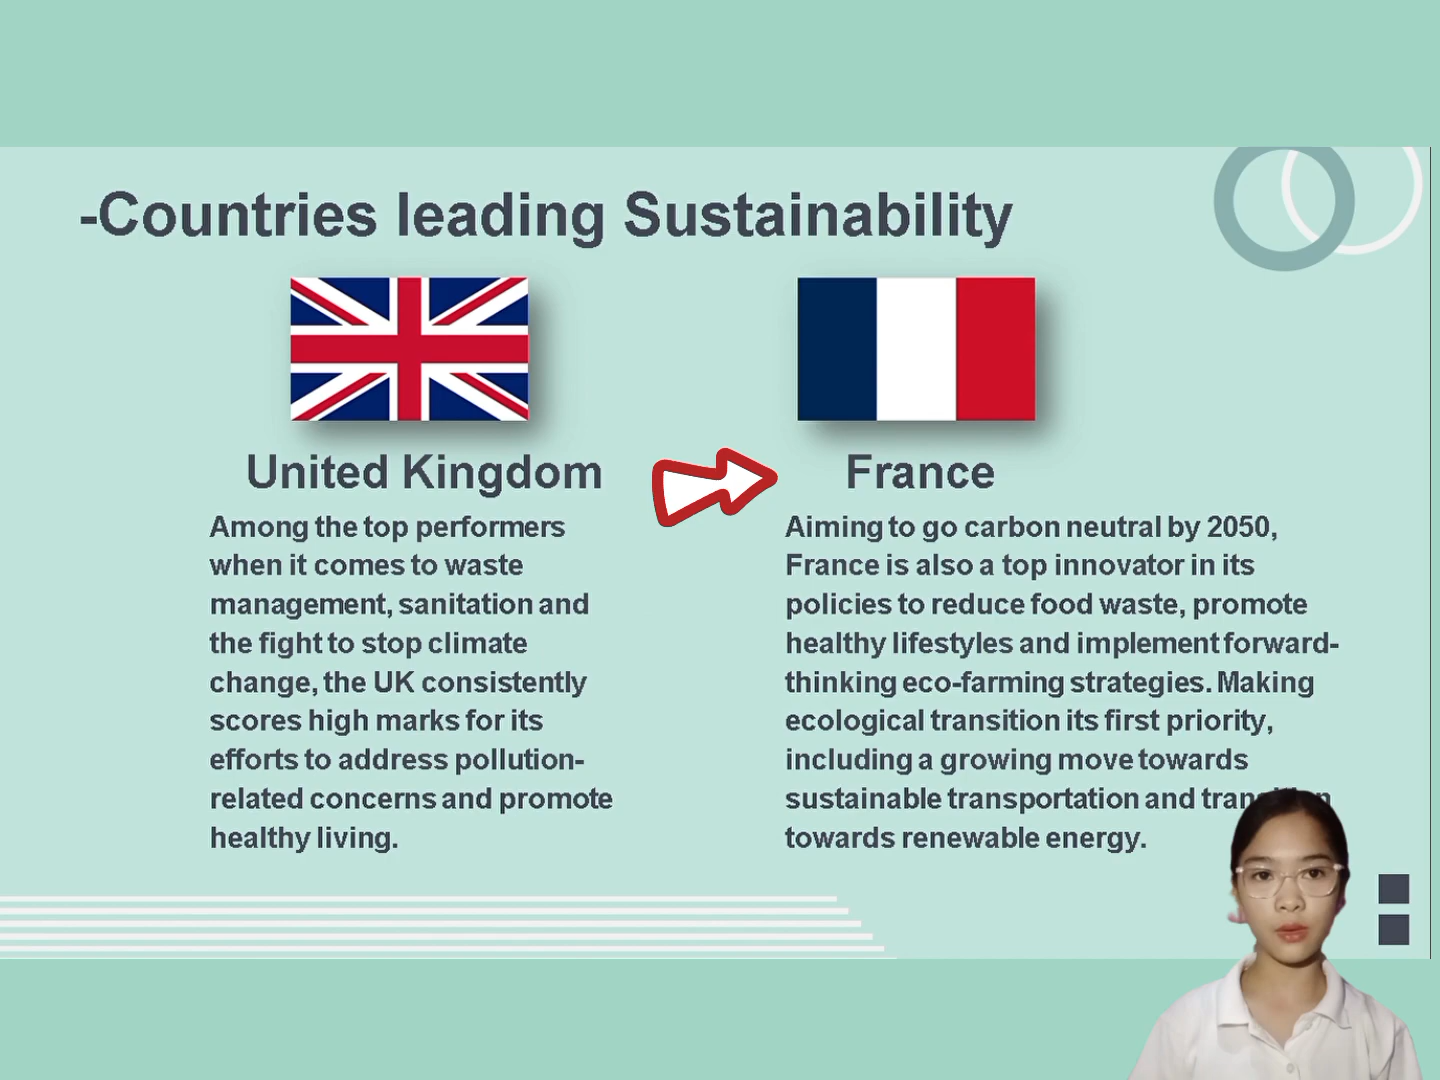 -Countries leading Sustainability
United Kingdom
Among the top performers
when it comes to waste
management, sanitation and
the fight to stop climate
change, the UK consistently
scores high marks for its
efforts to address pollution-
related concerns and promote
healthy living.
France
Aiming to go carbon neutral by 2050,
France is also a top innovator in its
policies to reduce food waste, promote
healthy lifestyles and implement forward-
thinking eco-farming strategies. Making
ecological transition its first priority,
including a growing move towards
sustainable transportation and transition
towards renewable energy.